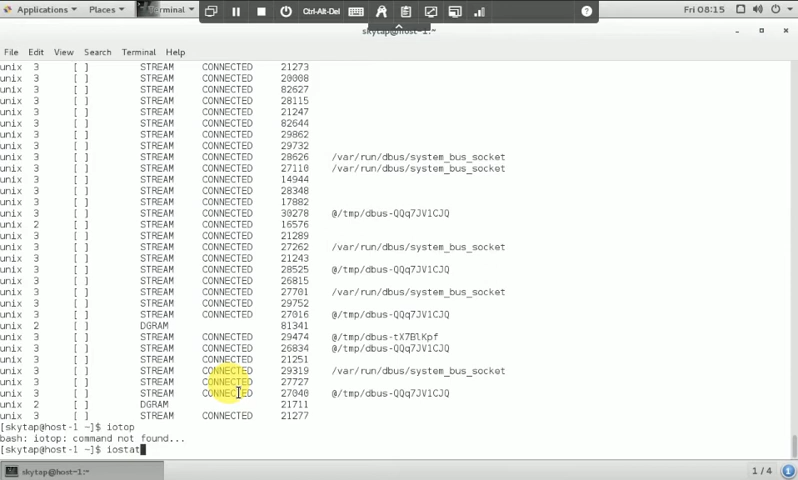 Applications Places Terminal Ctrl-Alt-Del ? Fri 08:15
skytap@host-1:~
File Edit View Search Terminal Help
unix 3 [ ] STREAM CONNECTED 21273
unix 3 [ ] STREAM CONNECTED 20008
unix 3 [ ] STREAM CONNECTED 82627
unix 3 [ ] STREAM CONNECTED 28115
unix 3 [ ] STREAM CONNECTED 21247
unix 3 [ ] STREAM CONNECTED 82644
unix 3 [ ] STREAM CONNECTED 29862
unix 3 [ ] STREAM CONNECTED 29732
unix 3 [ ] STREAM CONNECTED 28626 /var/run/dbus/system_bus_socket
unix 3 [ ] STREAM CONNECTED 27110 /var/run/dbus/system_bus_socket
unix 3 [ ] STREAM CONNECTED 14944
unix 3 [ ] STREAM CONNECTED 28348
unix 3 [ ] STREAM CONNECTED 17882
unix 3 [ ] STREAM CONNECTED 30278 @/tmp/dbus-QQq7JV1CJQ
unix 2 [ ] STREAM CONNECTED 16576
unix 3 [ ] STREAM CONNECTED 21289
unix 3 [ ] STREAM CONNECTED 27262 /var/run/dbus/system_bus_socket
unix 3 [ ] STREAM CONNECTED 21243
unix 3 [ ] STREAM CONNECTED 28525 @/tmp/dbus-QQq7JV1CJQ
unix 3 [ ] STREAM CONNECTED 26815
unix 3 [ ] STREAM CONNECTED 27701 /var/run/dbus/system_bus_socket
unix 3 [ ] STREAM CONNECTED 29752
unix 3 [ ] STREAM CONNECTED 27016 @/tmp/dbus-QQq7JV1CJQ
unix 2 [ ] DGRAM 81341
unix 3 [ ] STREAM CONNECTED 29474 @/tmp/dbus-tX7BlKpf
unix 3 [ ] STREAM CONNECTED 26834 @/tmp/dbus-QQq7JV1CJQ
unix 3 [ ] STREAM CONNECTED 21251
unix 3 [ ] STREAM CONNECTED 29319 /var/run/dbus/system_bus_socket
unix 3 [ ] STREAM CONNECTED 27727
unix 3 [ ] STREAM CONNECTED 27040 @/tmp/dbus-QQq7JV1CJQ
unix 2 [ ] DGRAM 21711
unix 3 [ ] STREAM CONNECTED 21277
[skytap@host-1 ~]$ iotop
bash: iotop: command not found...
[skytap@host-1 ~]$ iostat
skytap@host-1:~ 1 / 4